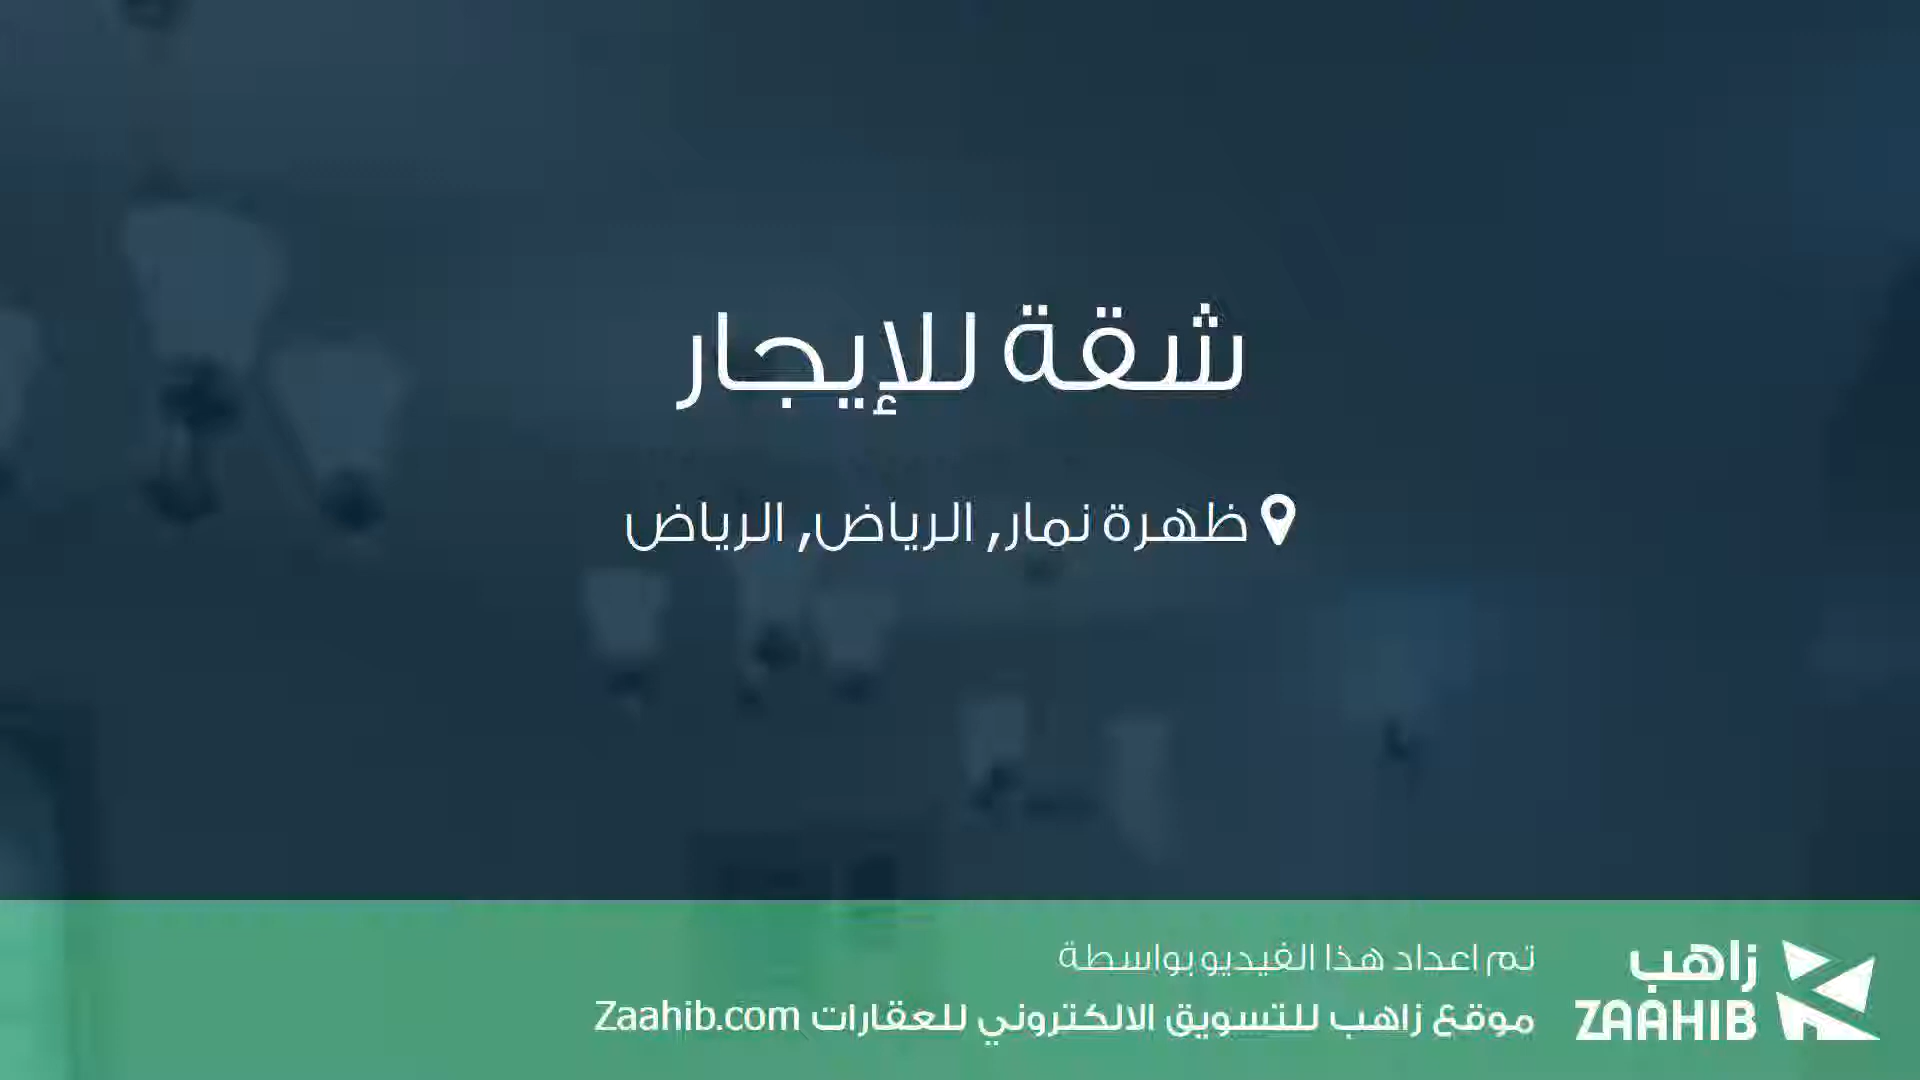 شقة للإيجار
ظهرة نمار, الرياض, الرياض
زاهب
ZAAHIB
تم اعداد هذا الفيديو بواسطة
موقع زاهب للتسويق الالكتروني للعقارات Zaahib.com